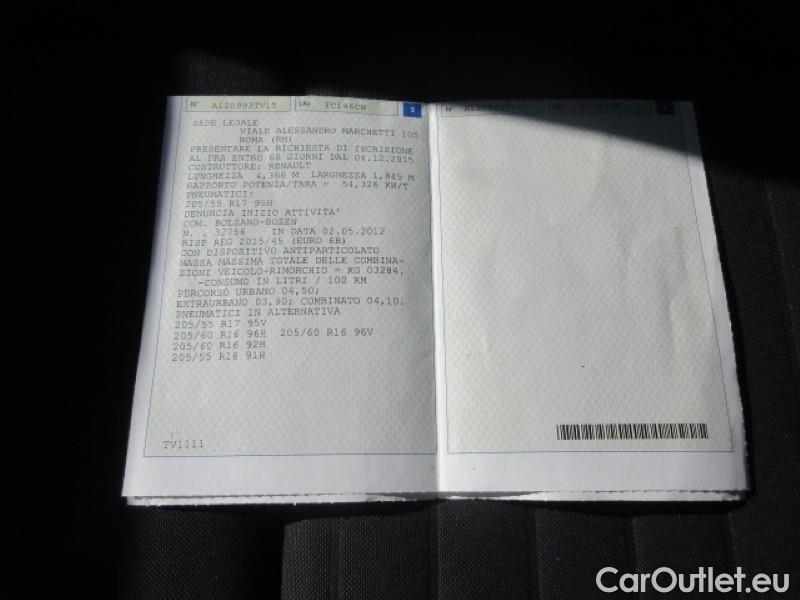 N° A12899JTV15 (A) FC146CW 3
SEDE LEGALE
VIALE ALESSANDRO MARCHETTI 105
ROMA (RM)
PRESENTARE LA RICHIESTA DI ISCRIZIONE
AL PRA ENTRO 60 GIORNI DAL 04.12.2015
COSTRUTTORE: RENAULT
LUNGHEZZA 4,366 M LARGHEZZA 1,845 M
RAPPORTO POTENZA/TARA = 54,326 KW/T
PNEUMATICI:
205/55 R17 95H
DENUNCIA INIZIO ATTIVITA'
COM. BOLZANO-BOZEN
N. . 32756 IN DATA 02.05.2012
RISP REG 2015/45 (EURO 6B)
CON DISPOSITIVO ANTIPARTICOLATO
MASSA MASSIMA TOTALE DELLE COMBINA-
ZIONI VEICOLO+RIMORCHIO = KG 03284,
-CONSUMO IN LITRI / 100 KM
PERCORSO URBANO 04,50;
EXTRAURBANO 03,90; COMBINATO 04,10.
PNEUMATICI IN ALTERNATIVA
205/55 R17 95V
205/60 R16 96H 205/60 R16 96V
205/60 R16 92H
205/55 R16 91H
TV1111
N° (A)
CarOutlet.eu